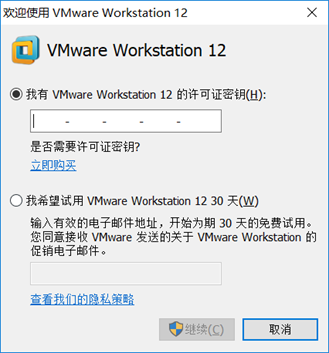 欢迎使用 VMware Workstation 12
VMware Workstation 12
我有 VMware Workstation 12 的许可证密钥(H):
- - - -
是否需要许可证密钥?
立即购买
我希望试用 VMware Workstation 12 30 天(W)
输入有效的电子邮件地址，开始为期 30 天的免费试用。
您同意接收 VMware 发送的关于 VMware Workstation 的
促销电子邮件。
查看我们的隐私策略
继续(C)
取消